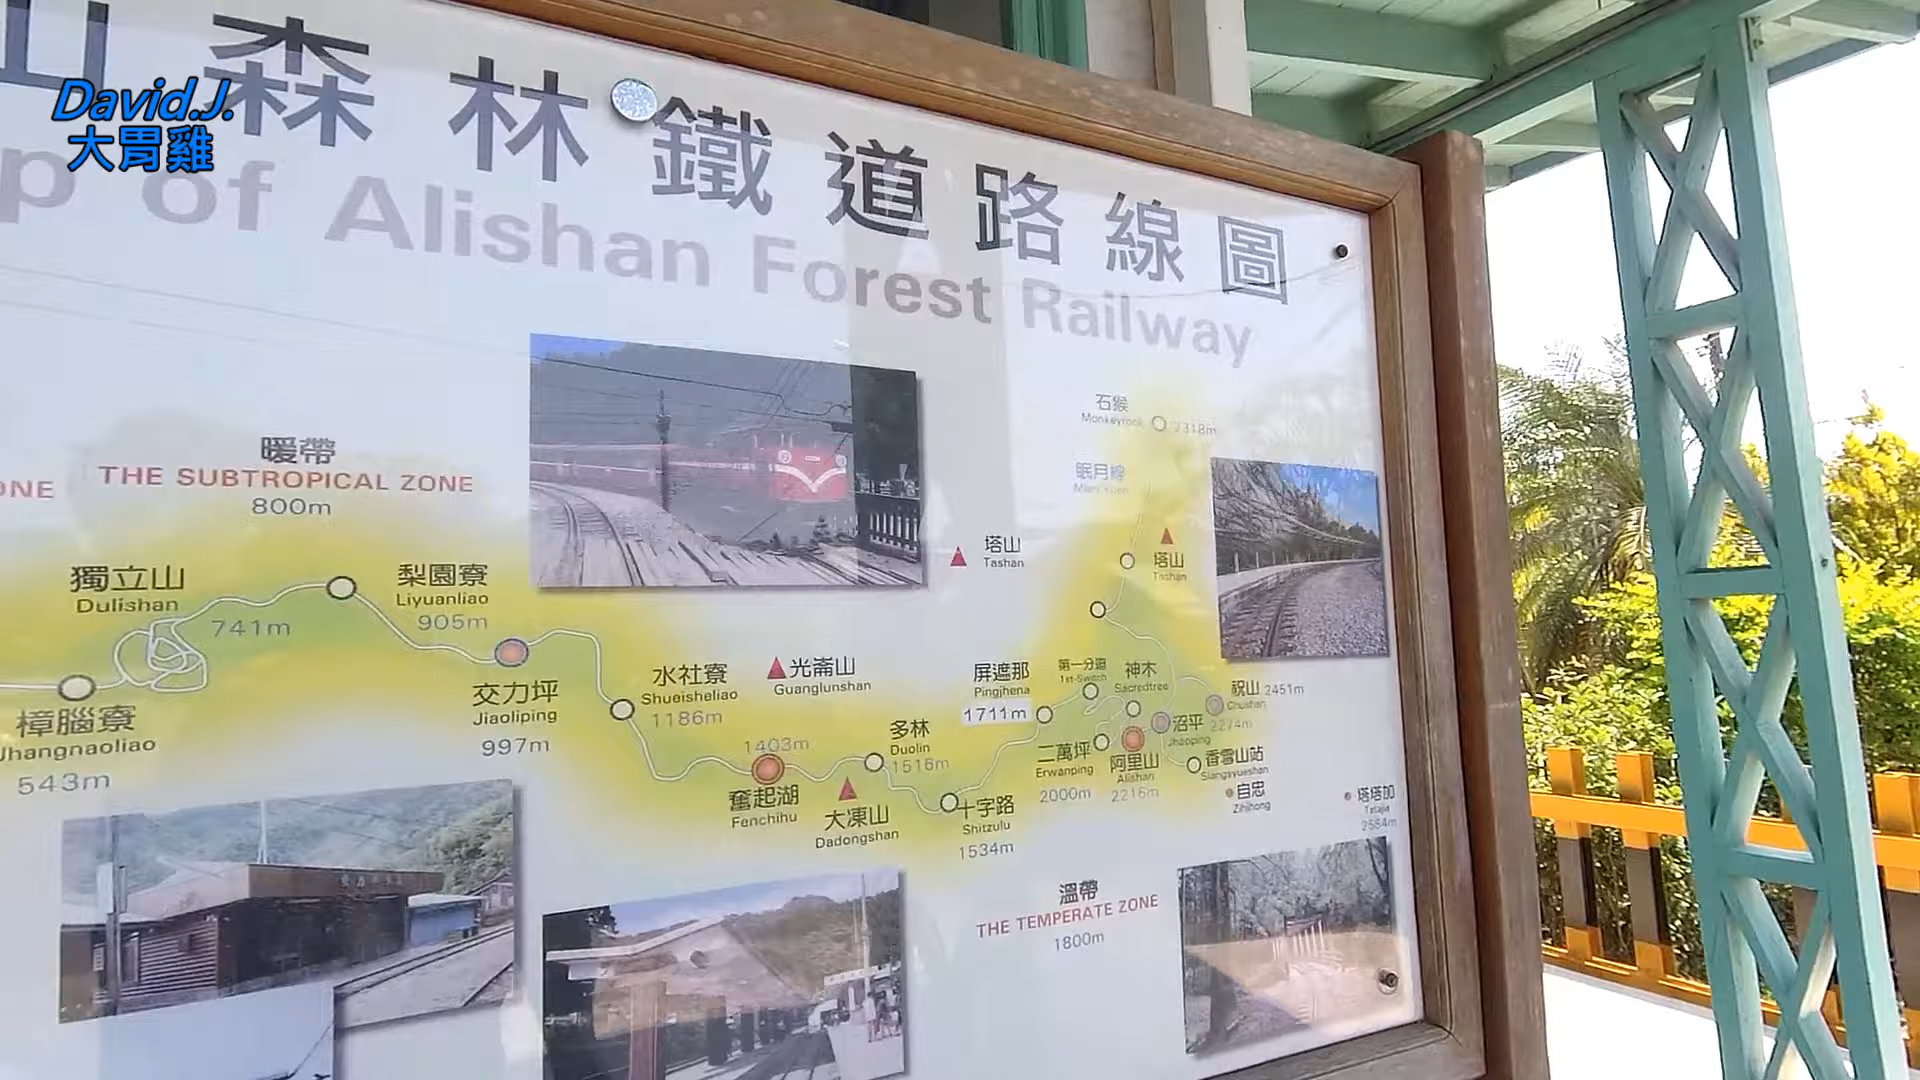 David.J.
大胃雞
山森林鐵道路線圖
p of Alishan Forest Railway
石猴
Monkeyrock
2318m
眠月線
暖帶
ONE
THE SUBTROPICAL ZONE
800m
塔山
Tashan
塔山
Tashan
獨立山
Dulishan
741m
梨園寮
Liyuanliao
905m
水社寮
Shueisheliao
1186m
光崙山
Guanglunshan
屏遮那
Pingjhena
1711m
第一分道
1st-Switch
神木
Sacredtree
祝山
2451m
Chushan
2274m
沼平
Jhaoping
樟腦寮
Jhangnaoliao
543m
交力坪
Jiaoliping
997m
1403m
奮起湖
Fenchihu
多林
Duolin
1516m
大凍山
Dadongshan
十字路
Shitzulu
1534m
二萬坪
Erwanping
2000m
阿里山
Alishan
2216m
香雪山站
Siangsyueshan
自忠
Zihjhong
塔塔加
Tataja
2584m
溫帶
THE TEMPERATE ZONE
1800m